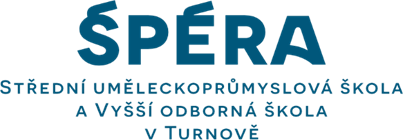 ŠPÉRA
STŘEDNÍ UMĚLECKOPRŮMYSLOVÁ ŠKOLA
A VYŠŠÍ ODBORNÁ ŠKOLA
V TURNOVĚ